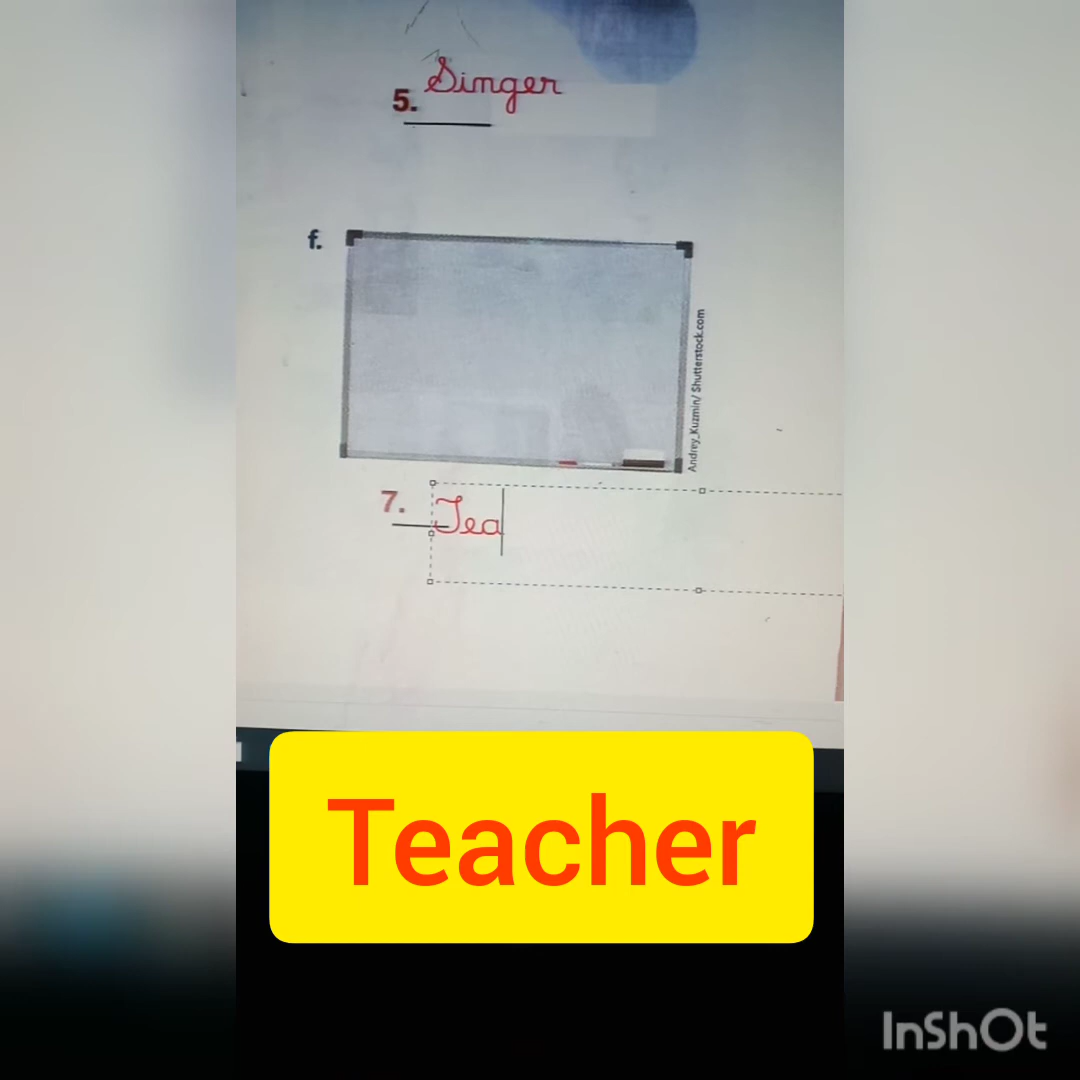 Singer
5.
f.
Andrey_Kuzmin/ Shutterstock.com
7. Tea
Teacher
InShOt